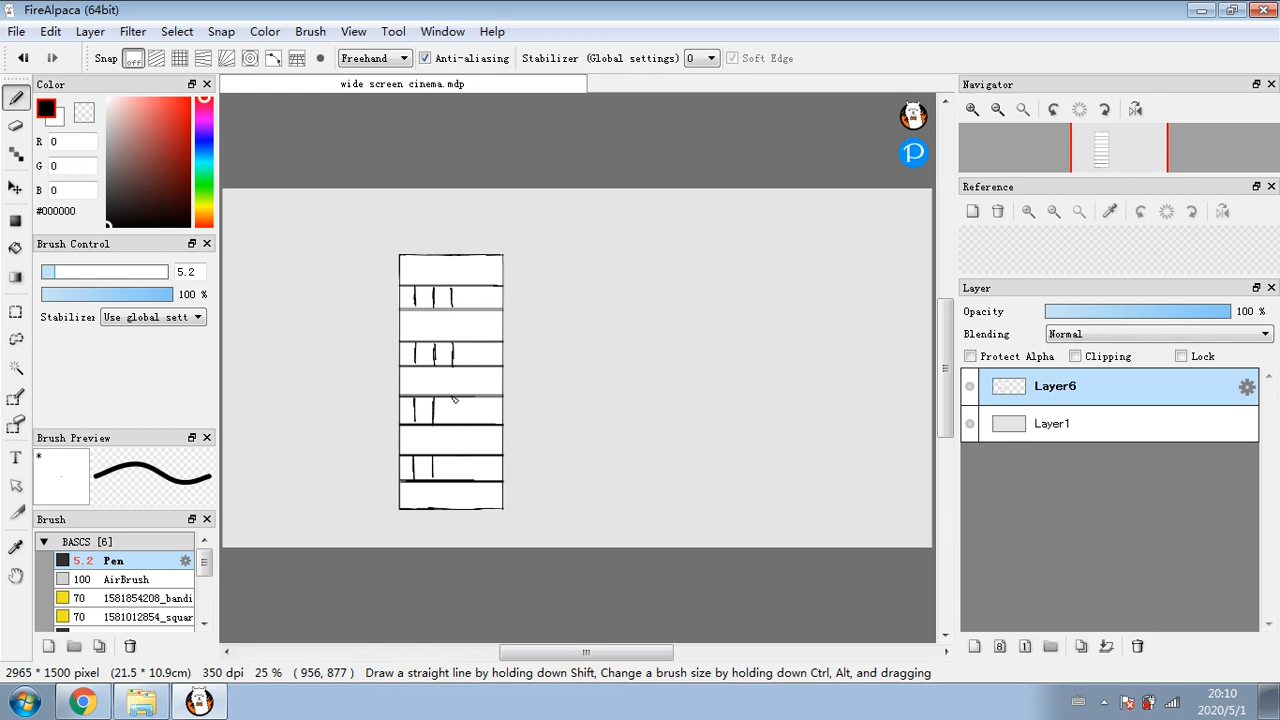 FireAlpaca (64bit)
File Edit Layer Filter Select Snap Color Brush View Tool Window Help
Snap off Freehand Anti-aliasing Stabilizer (Global settings) 0 Soft Edge
Color
wide screen cinema.mdp
Navigator
R 0
G 0
B 0
#000000
Reference
Brush Control
5.2
100 %
Stabilizer Use global sett
Layer
Opacity 100 %
Blending Normal
Protect Alpha Clipping Lock
Layer6
Layer1
Brush Preview
*
Brush
BASCS [6]
5.2 Pen
100 AirBrush
70 1581854208_bandi
70 1581012854_squar
P
T
8 1
2965 * 1500 pixel (21.5 * 10.9cm) 350 dpi 25 % ( 956, 877 ) Draw a straight line by holding down Shift, Change a brush size by holding down Ctrl, Alt, and dragging
20:10
2020/5/1